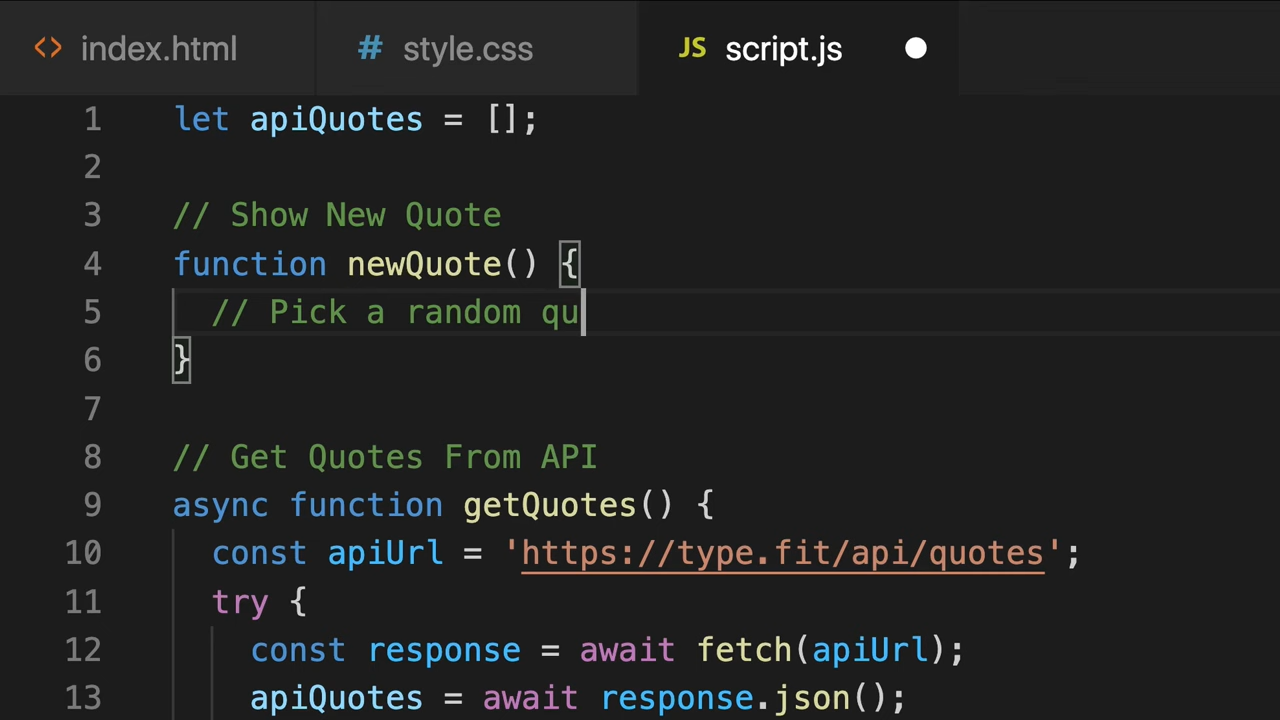 <> index.html # style.css JS script.js
1 let apiQuotes = [];
2
3 // Show New Quote
4 function newQuote() {
5 // Pick a random qu
6 }
7
8 // Get Quotes From API
9 async function getQuotes() {
10 const apiUrl = 'https://type.fit/api/quotes';
11 try {
12 const response = await fetch(apiUrl);
13 apiQuotes = await response.json();